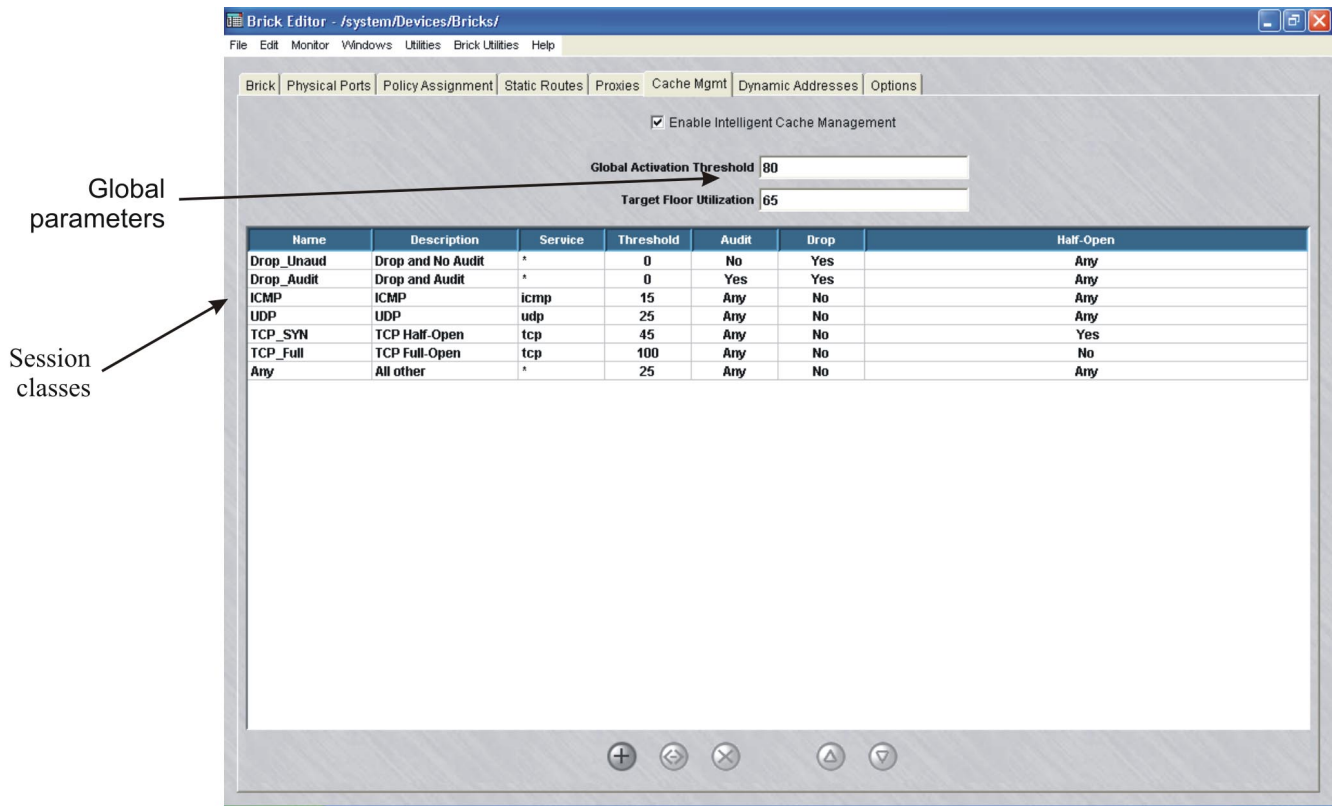 Brick Editor - /system/Devices/Bricks/
File Edit Monitor Windows Utilities Brick Utilities Help
Brick Physical Ports Policy Assignment Static Routes Proxies Cache Mgmt Dynamic Addresses Options
Enable Intelligent Cache Management
Global Activation Threshold 80
Target Floor Utilization 65
Global
parameters
Name Description Service Threshold Audit Drop Half-Open
Drop_Unaud Drop and No Audit * 0 No Yes Any
Drop_Audit Drop and Audit * 0 Yes Yes Any
ICMP ICMP icmp 15 Any No Any
UDP UDP udp 25 Any No Any
TCP_SYN TCP Half-Open tcp 45 Any No Yes
TCP_Full TCP Full-Open tcp 100 Any No No
Any All other * 25 Any No Any
Session
classes